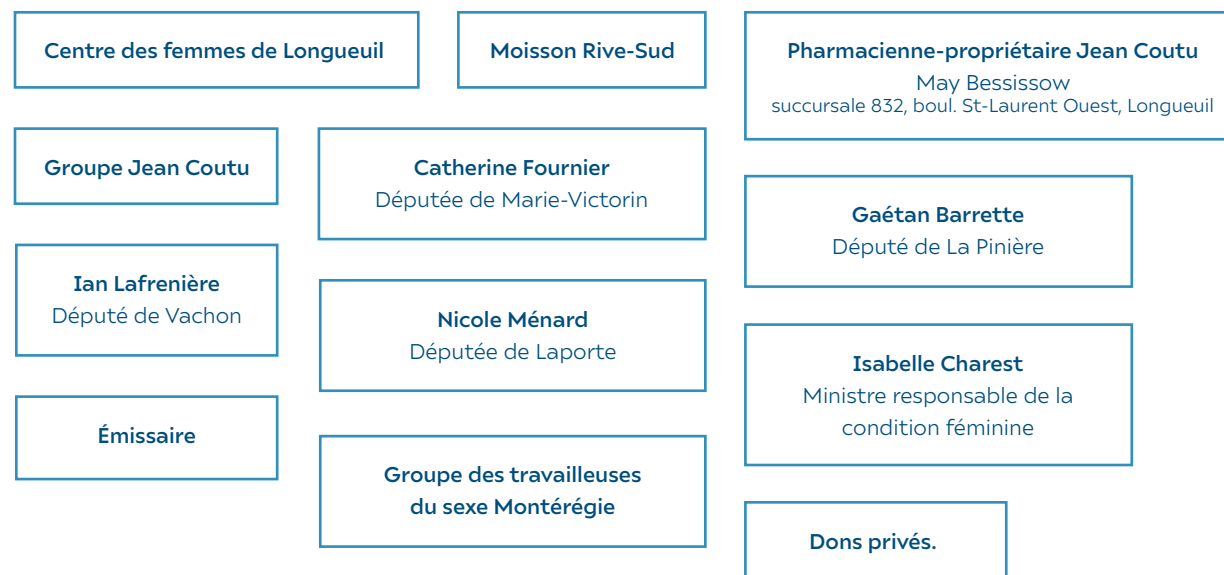 Centre des femmes de Longueuil
Moisson Rive-Sud
Pharmacienne-propriétaire Jean Coutu
May Bessissow
succursale 832, boul. St-Laurent Ouest, Longueuil
Groupe Jean Coutu
Catherine Fournier
Députée de Marie-Victorin
Gaétan Barrette
Député de La Pinière
Ian Lafrenière
Député de Vachon
Nicole Ménard
Députée de Laporte
Isabelle Charest
Ministre responsable de la
condition féminine
Émissaire
Groupe des travailleuses
du sexe Montérégie
Dons privés.